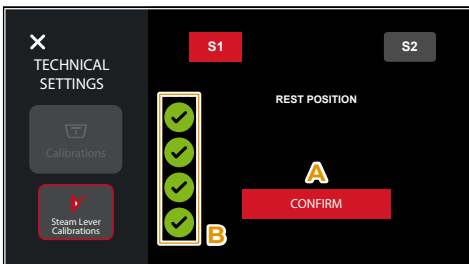 TECHNICAL
SETTINGS
Calibrations
Steam Lever
Calibrations
S1
S2
REST POSITION
A
CONFIRM
B